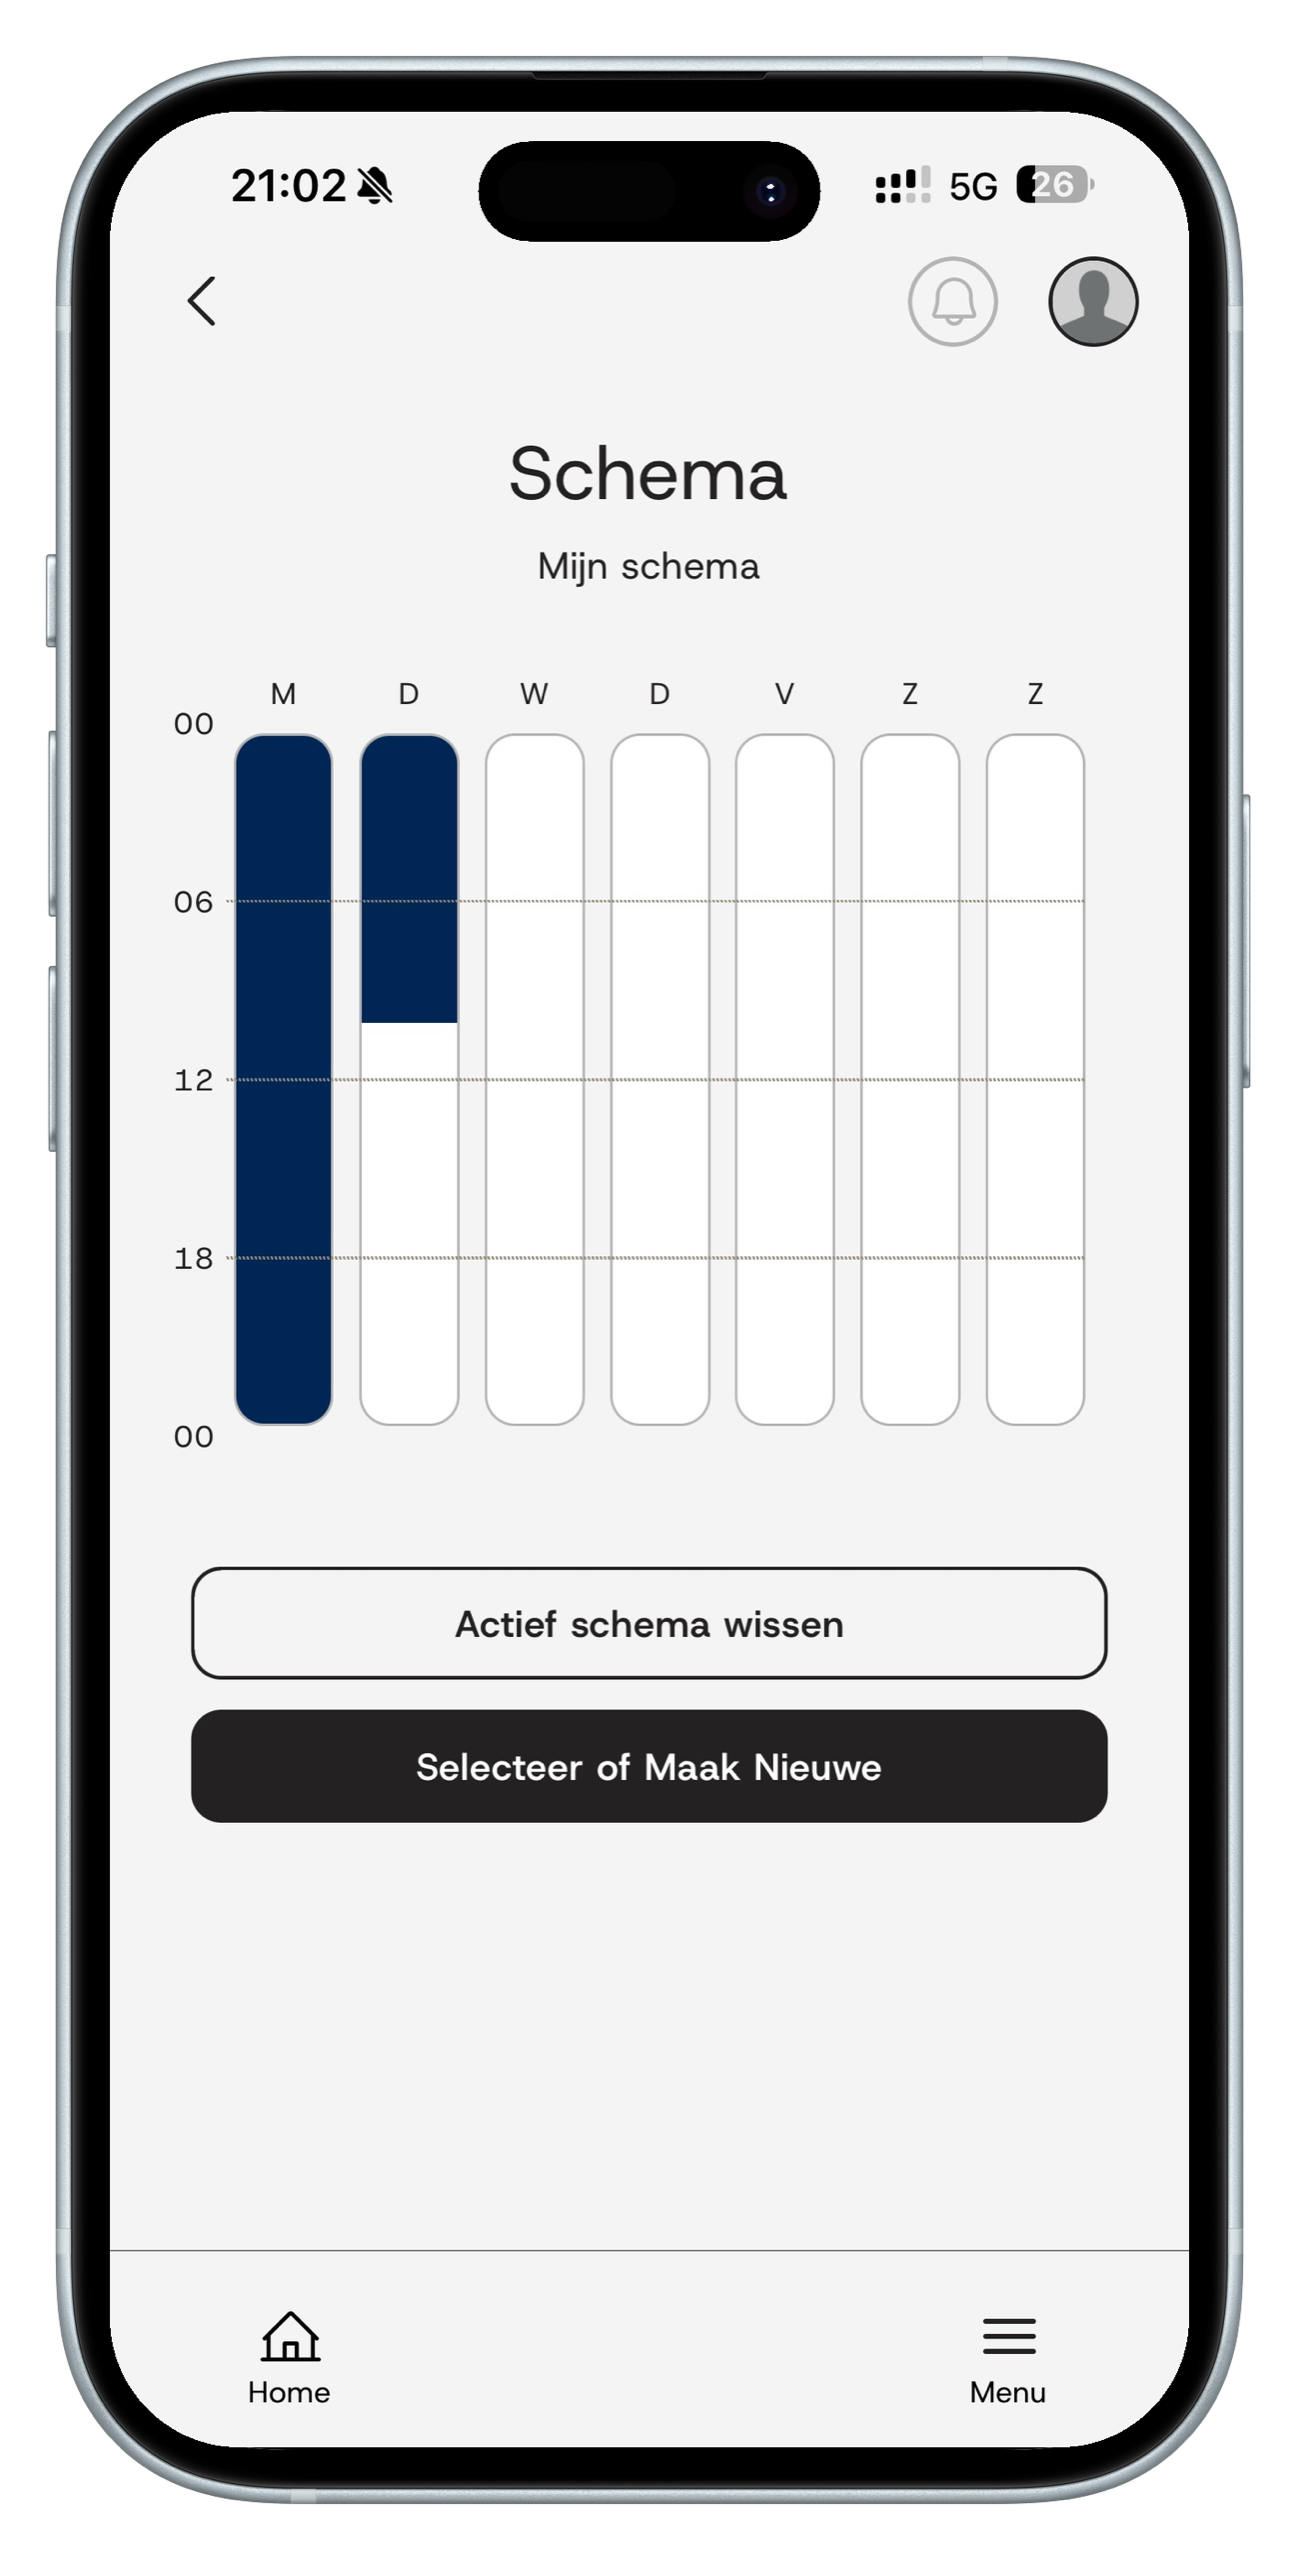 21:02 5G 26
Schema
Mijn schema
M D W D V Z Z
00
06
12
18
00
Actief schema wissen
Selecteer of Maak Nieuwe
Home Menu